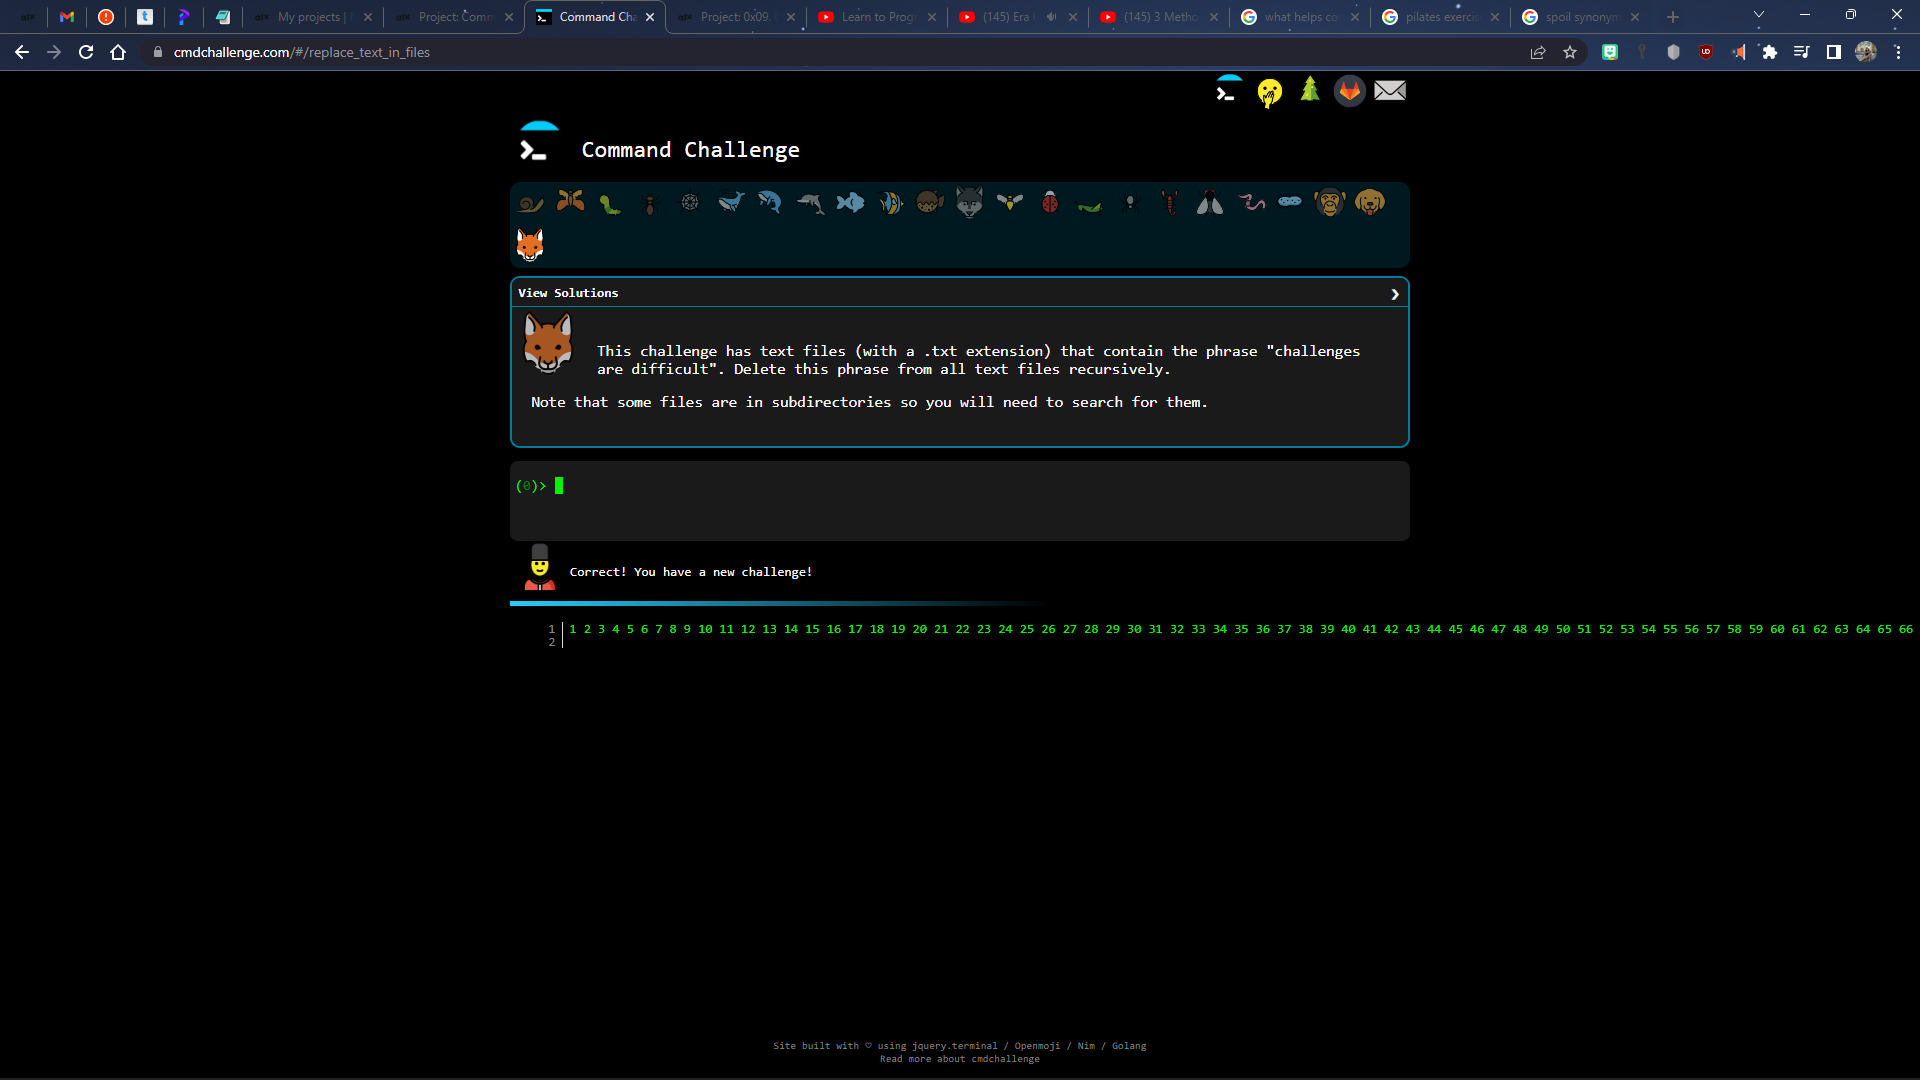 My projects |
Project: Comm
Command Cha
Project: 0x09.
Learn to Prog
(145) Era
(145) 3 Metho
what helps co
pilates exercis
spoil synonym
cmdchallenge.com/#/replace_text_in_files
Command Challenge
View Solutions
This challenge has text files (with a .txt extension) that contain the phrase "challenges
are difficult". Delete this phrase from all text files recursively.
Note that some files are in subdirectories so you will need to search for them.
(0)>
Correct! You have a new challenge!
1 1 2 3 4 5 6 7 8 9 10 11 12 13 14 15 16 17 18 19 20 21 22 23 24 25 26 27 28 29 30 31 32 33 34 35 36 37 38 39 40 41 42 43 44 45 46 47 48 49 50 51 52 53 54 55 56 57 58 59 60 61 62 63 64 65 66
2
Site built with ♡ using jquery.terminal / Openmoji / Nim / Golang
Read more about cmdchallenge